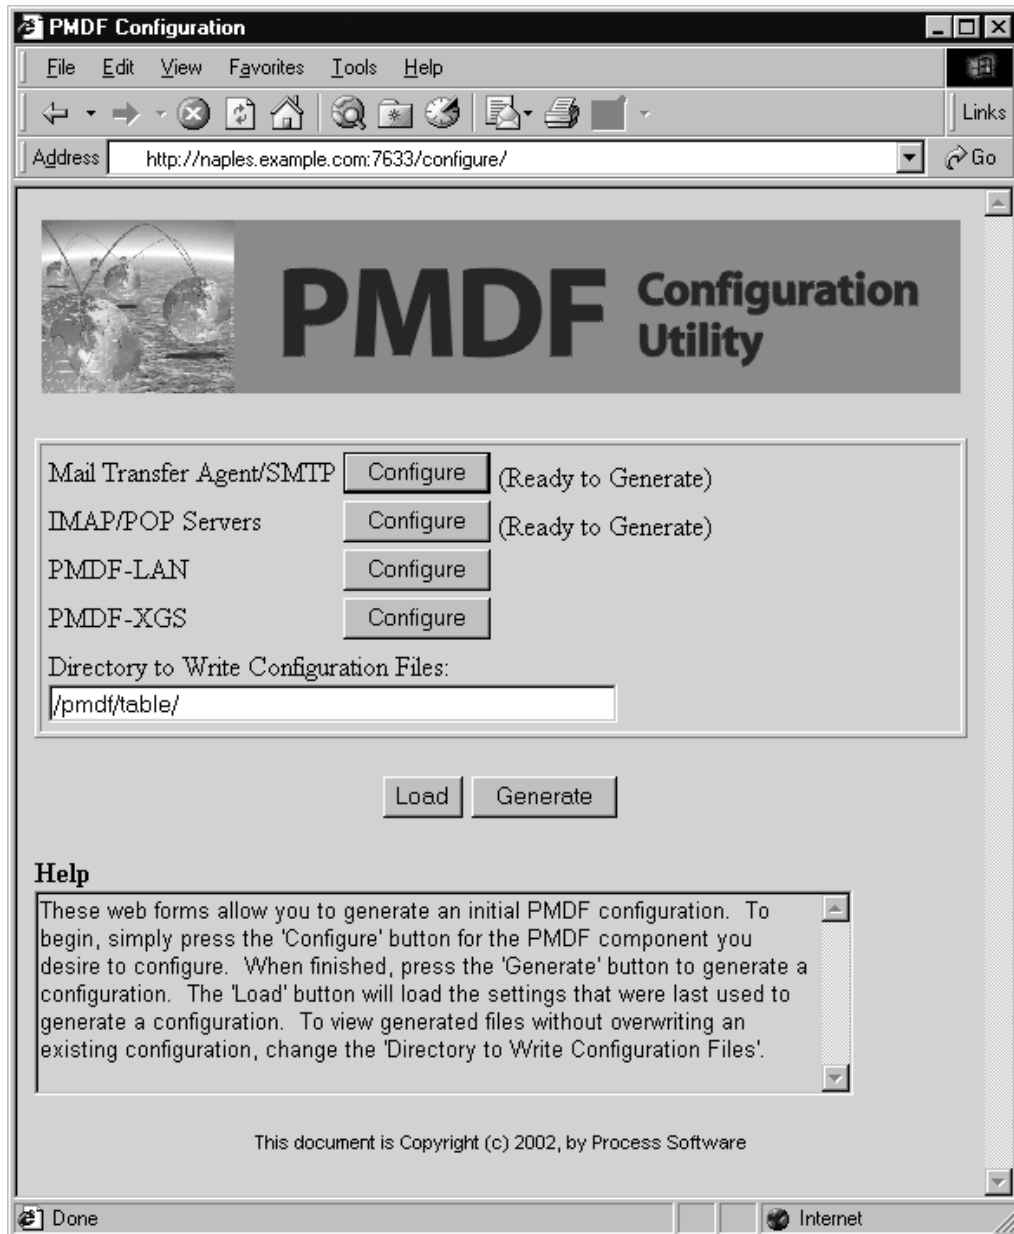 PMDF Configuration
File Edit View Favorites Tools Help
Links
Address http://naples.example.com:7633/configure/ Go
PMDF Configuration
Utility
Mail Transfer Agent/SMTP Configure (Ready to Generate)
IMAP/POP Servers Configure (Ready to Generate)
PMDF-LAN Configure
PMDF-XGS Configure
Directory to Write Configuration Files:
/pmdf/table/
Load Generate
Help
These web forms allow you to generate an initial PMDF configuration. To
begin, simply press the 'Configure' button for the PMDF component you
desire to configure. When finished, press the 'Generate' button to generate a
configuration. The 'Load' button will load the settings that were last used to
generate a configuration. To view generated files without overwriting an
existing configuration, change the 'Directory to Write Configuration Files'.
This document is Copyright (c) 2002, by Process Software
Done Internet